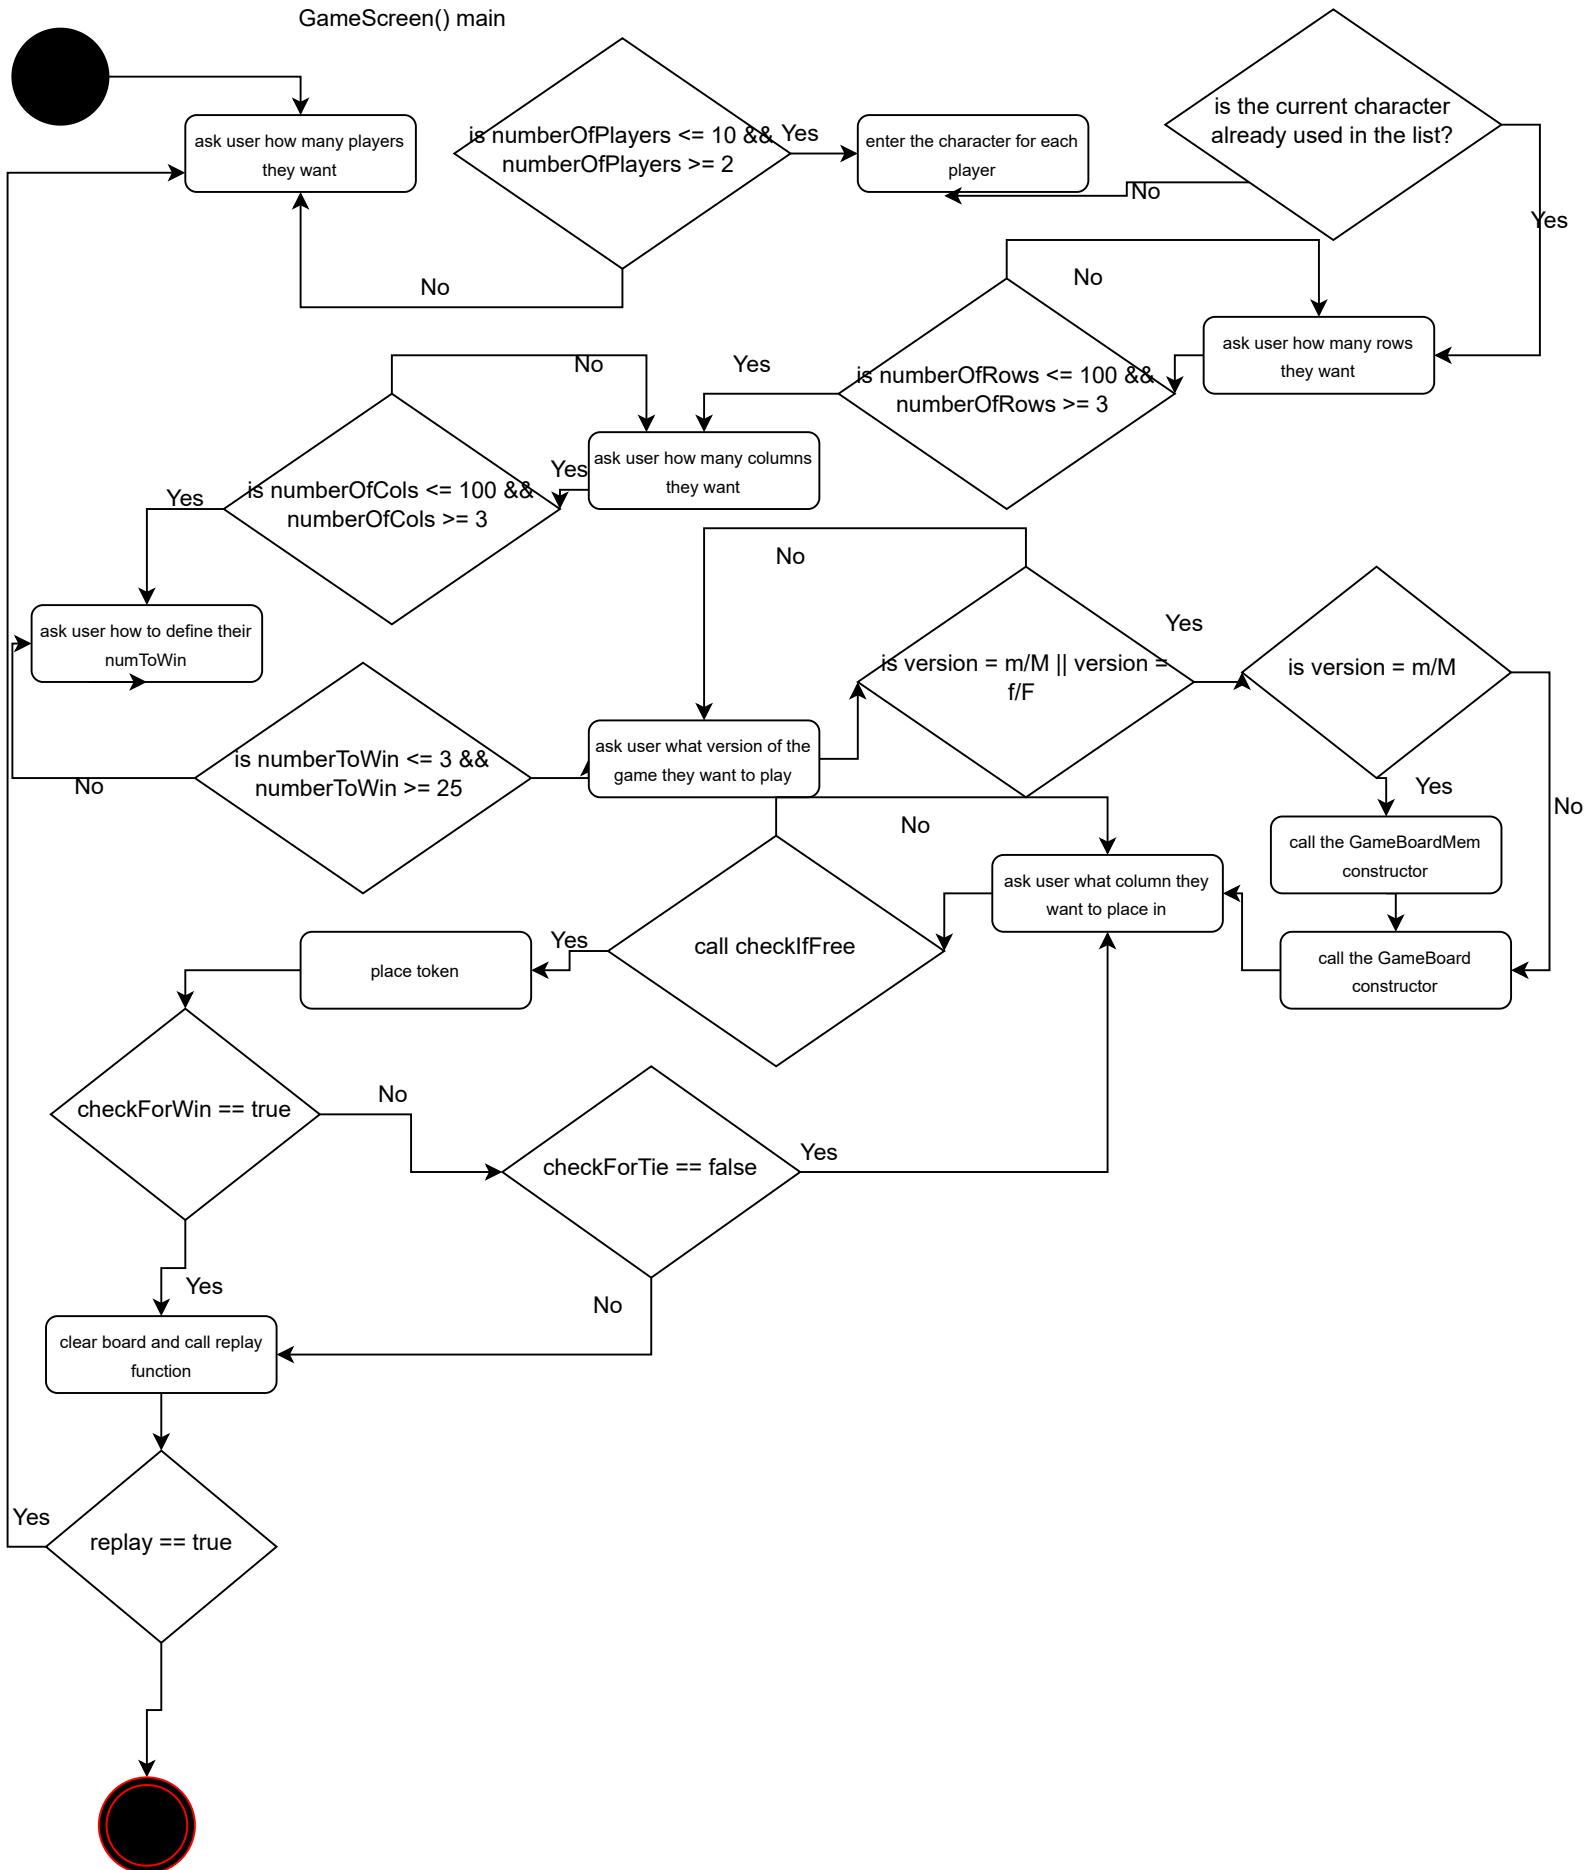 GameScreen() main
ask user how many players
they want
is numberOfPlayers <= 10 &&
numberOfPlayers >= 2
Yes
enter the character for each
player
is the current character
already used in the list?
No
Yes
No
No
ask user how many rows
they want
is numberOfRows <= 100 &&
numberOfRows >= 3
Yes
No
ask user how many columns
they want
Yes
is numberOfCols <= 100 &&
numberOfCols >= 3
Yes
ask user how to define their
numToWin
No
is numberToWin <= 3 &&
numberToWin >= 25
ask user what version of the
game they want to play
No
is version = m/M || version =
f/F
Yes
is version = m/M
Yes
No
call the GameBoardMem
constructor
call the GameBoard
constructor
ask user what column they
want to place in
No
call checkIfFree
Yes
place token
checkForWin == true
No
checkForTie == false
Yes
Yes
No
clear board and call replay
function
Yes
replay == true